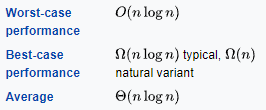 Worst-case O(n log n)
performance
Best-case Ω(n log n) typical, Ω(n)
performance natural variant
Average Θ(n log n)